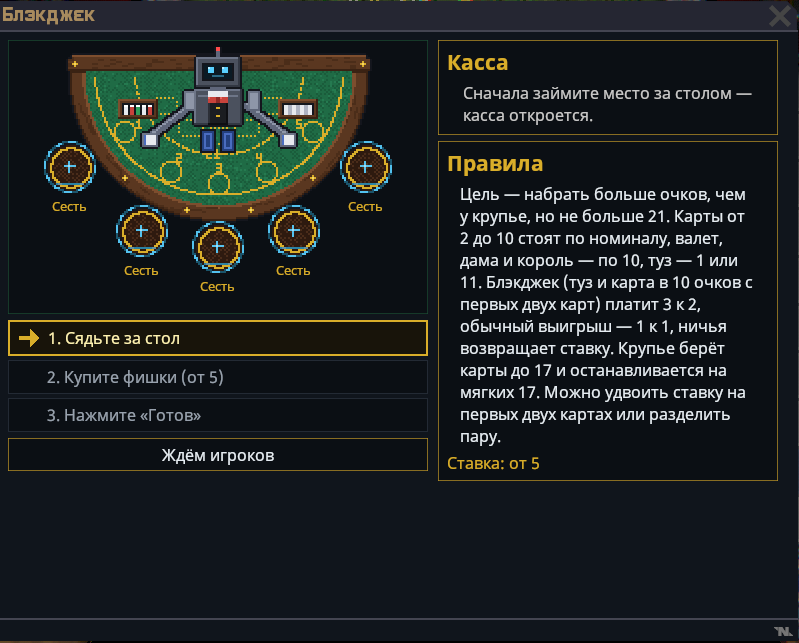 Блэкджек
Сесть
Сесть
Сесть
Сесть
Сесть
1. Сядьте за стол
2. Купите фишки (от 5)
3. Нажмите «Готов»
Ждём игроков
Касса
Сначала займите место за столом —
касса откроется.
Правила
Цель — набрать больше очков, чем
у крупье, но не больше 21. Карты от
2 до 10 стоят по номиналу, валет,
дама и король — по 10, туз — 1 или
11. Блэкджек (туз и карта в 10 очков с
первых двух карт) платит 3 к 2,
обычный выигрыш — 1 к 1, ничья
возвращает ставку. Крупье берёт
карты до 17 и останавливается на
мягких 17. Можно удвоить ставку на
первых двух картах или разделить
пару.
Ставка: от 5